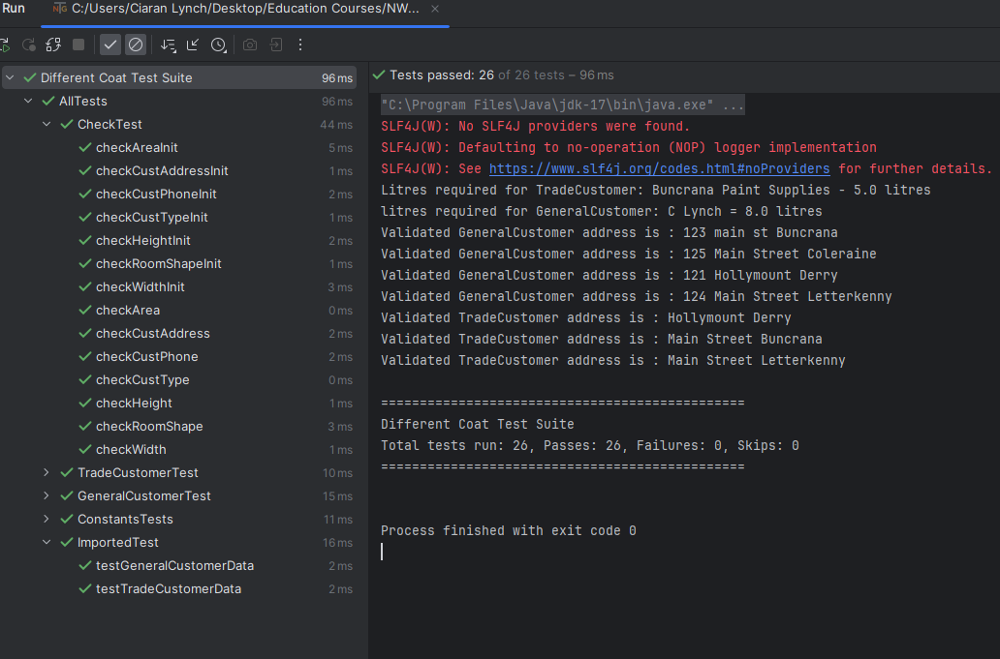 Run
C:/Users/Ciaran Lynch/Desktop/Education Courses/NW...
Different Coat Test Suite 96 ms
AllTests 96 ms
CheckTest 44 ms
checkAreaInit 5 ms
checkCustAddressInit 1 ms
checkCustPhoneInit 2 ms
checkCustTypeInit 1 ms
checkHeightInit 2 ms
checkRoomShapeInit 1 ms
checkWidthInit 3 ms
checkArea 0 ms
checkCustAddress 2 ms
checkCustPhone 2 ms
checkCustType 0 ms
checkHeight 1 ms
checkRoomShape 3 ms
checkWidth 1 ms
TradeCustomerTest 10 ms
GeneralCustomerTest 15 ms
ConstantsTests 11 ms
ImportedTest 16 ms
testGeneralCustomerData 2 ms
testTradeCustomerData 2 ms
Tests passed: 26 of 26 tests – 96 ms
"C:\Program Files\Java\jdk-17\bin\java.exe" ...
SLF4J(W): No SLF4J providers were found.
SLF4J(W): Defaulting to no-operation (NOP) logger implementation
SLF4J(W): See https://www.slf4j.org/codes.html#noProviders for further details.
Litres required for TradeCustomer: Buncrana Paint Supplies - 5.0 litres
litres required for GeneralCustomer: C Lynch = 8.0 litres
Validated GeneralCustomer address is : 123 main st Buncrana
Validated GeneralCustomer address is : 125 Main Street Coleraine
Validated GeneralCustomer address is : 121 Hollymount Derry
Validated GeneralCustomer address is : 124 Main Street Letterkenny
Validated TradeCustomer address is : Hollymount Derry
Validated TradeCustomer address is : Main Street Buncrana
Validated TradeCustomer address is : Main Street Letterkenny
===============================================
Different Coat Test Suite
Total tests run: 26, Passes: 26, Failures: 0, Skips: 0
===============================================
Process finished with exit code 0